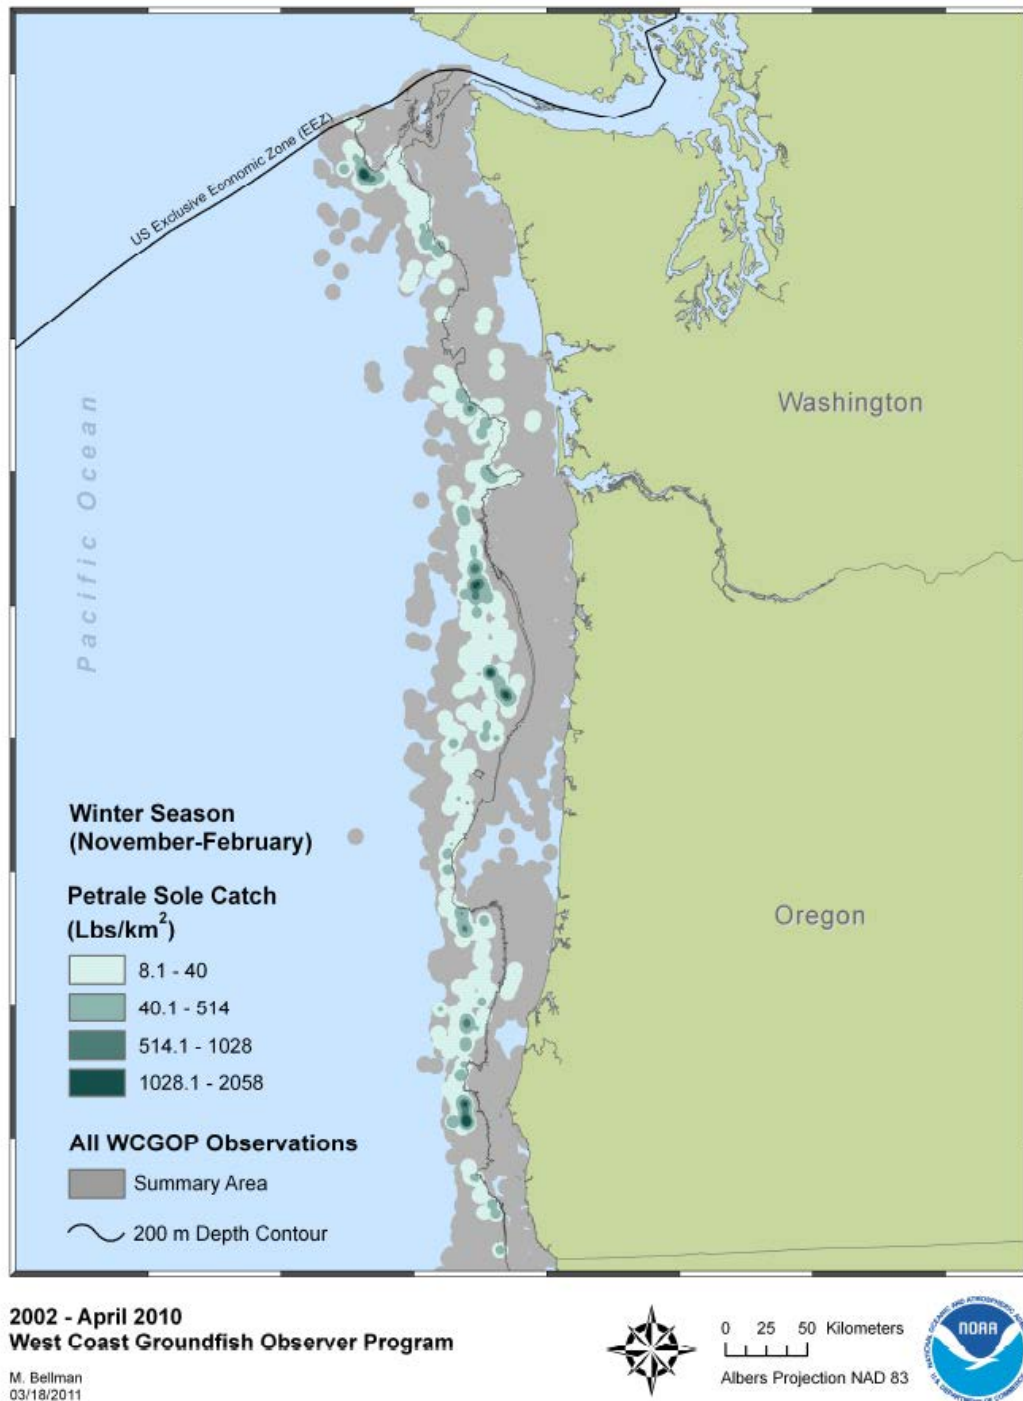 US Exclusive Economic Zone (EEZ)
Washington
Pacific Ocean
Winter Season
(November-February)
Petrale Sole Catch
(Lbs/km²)
8.1 - 40
40.1 - 514
514.1 - 1028
1028.1 - 2058
Oregon
All WCGOP Observations
Summary Area
200 m Depth Contour
2002 - April 2010
West Coast Groundfish Observer Program
M. Bellman
03/18/2011
0 25 50 Kilometers
Albers Projection NAD 83
NOAA